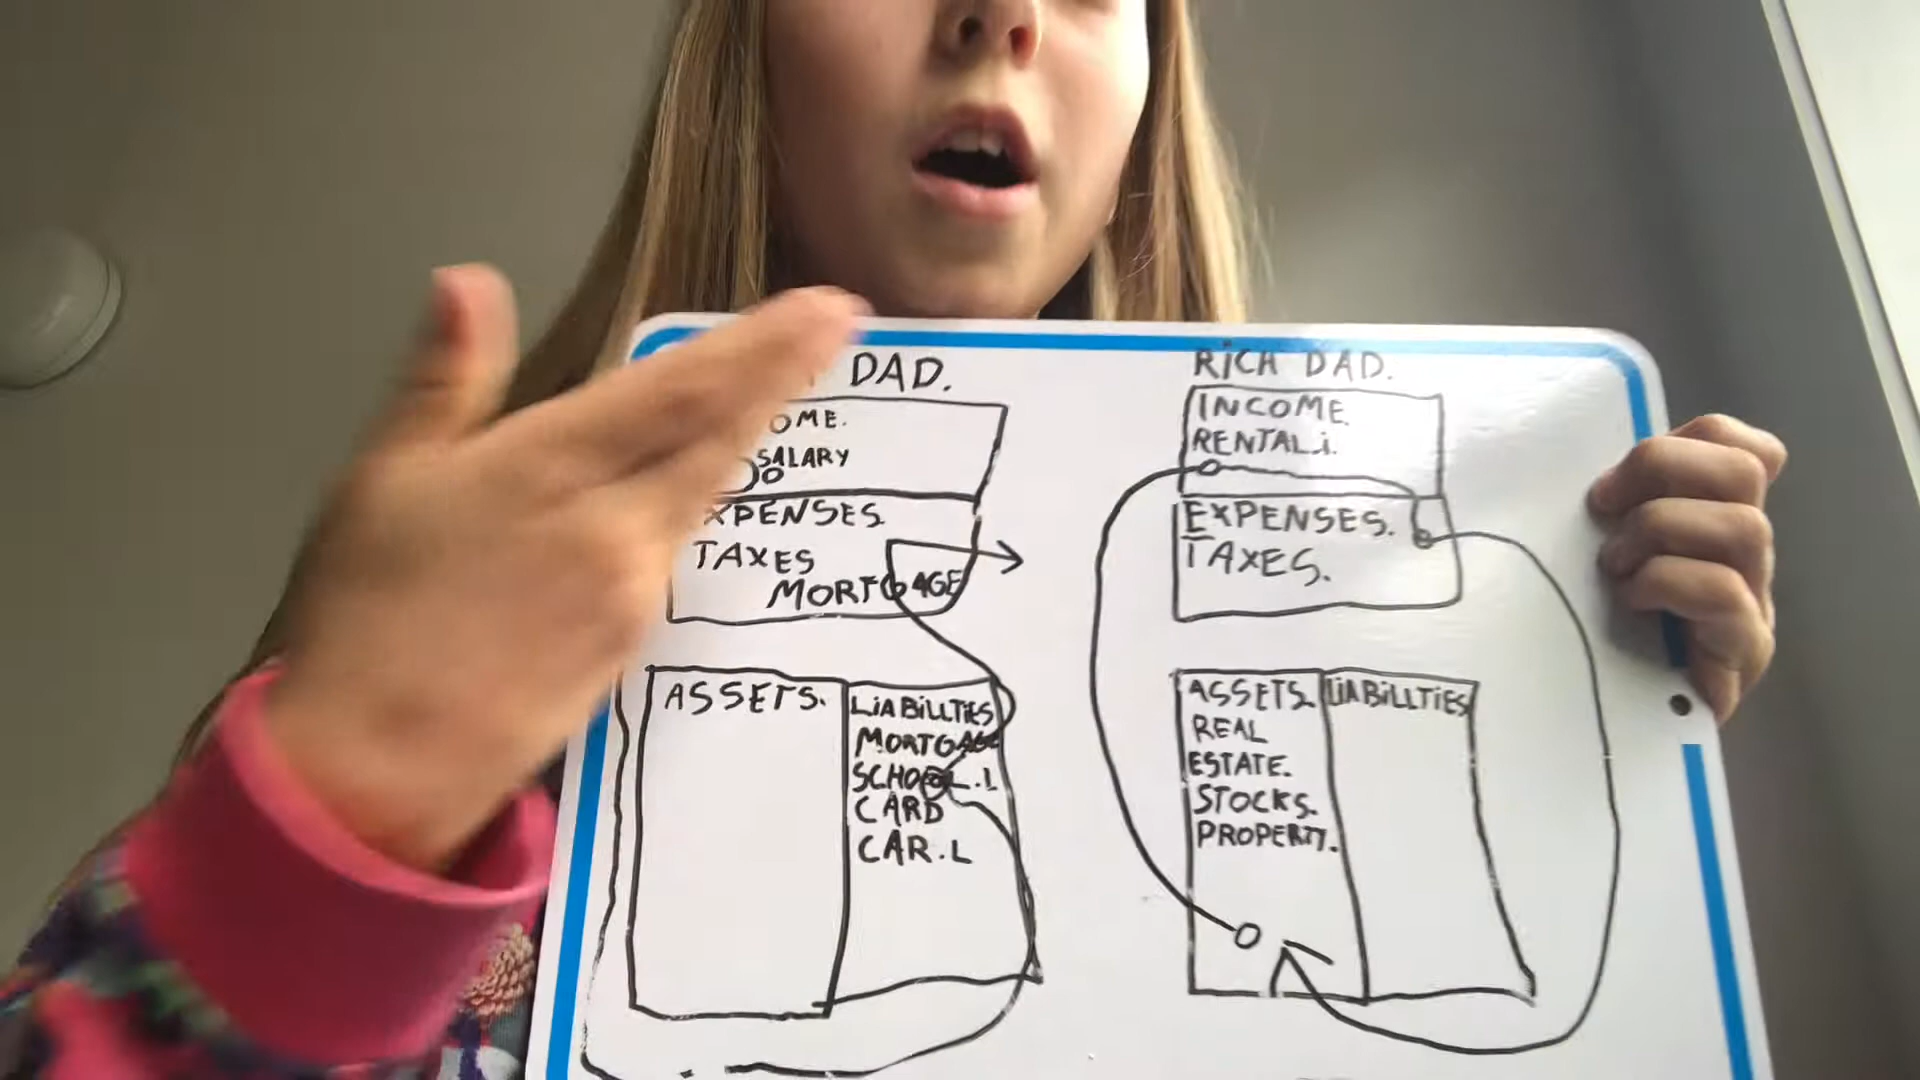 DAD.
OME.
SALARY
XPENSES
TAXES
MORTGAGE
ASSETS.
LIABILLTIES
MORTGAGE
SCHOOL.L
CARD
CAR.L
RICH DAD.
INCOME.
RENTAL.i.
EXPENSES.
TAXES.
ASSETS.
REAL
ESTATE.
STOCKS.
PROPERTY.
LIABILLTIES